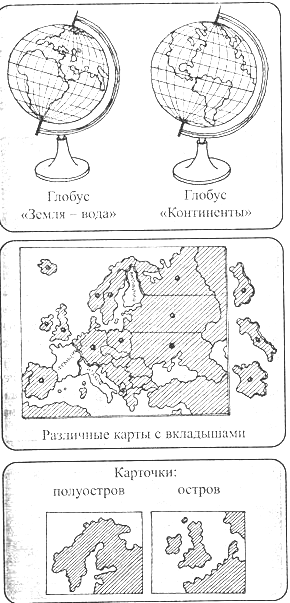 Глобус
«Земля – вода»
Глобус
«Континенты»
Различные карты с вкладышами
Карточки:
полуостров
остров